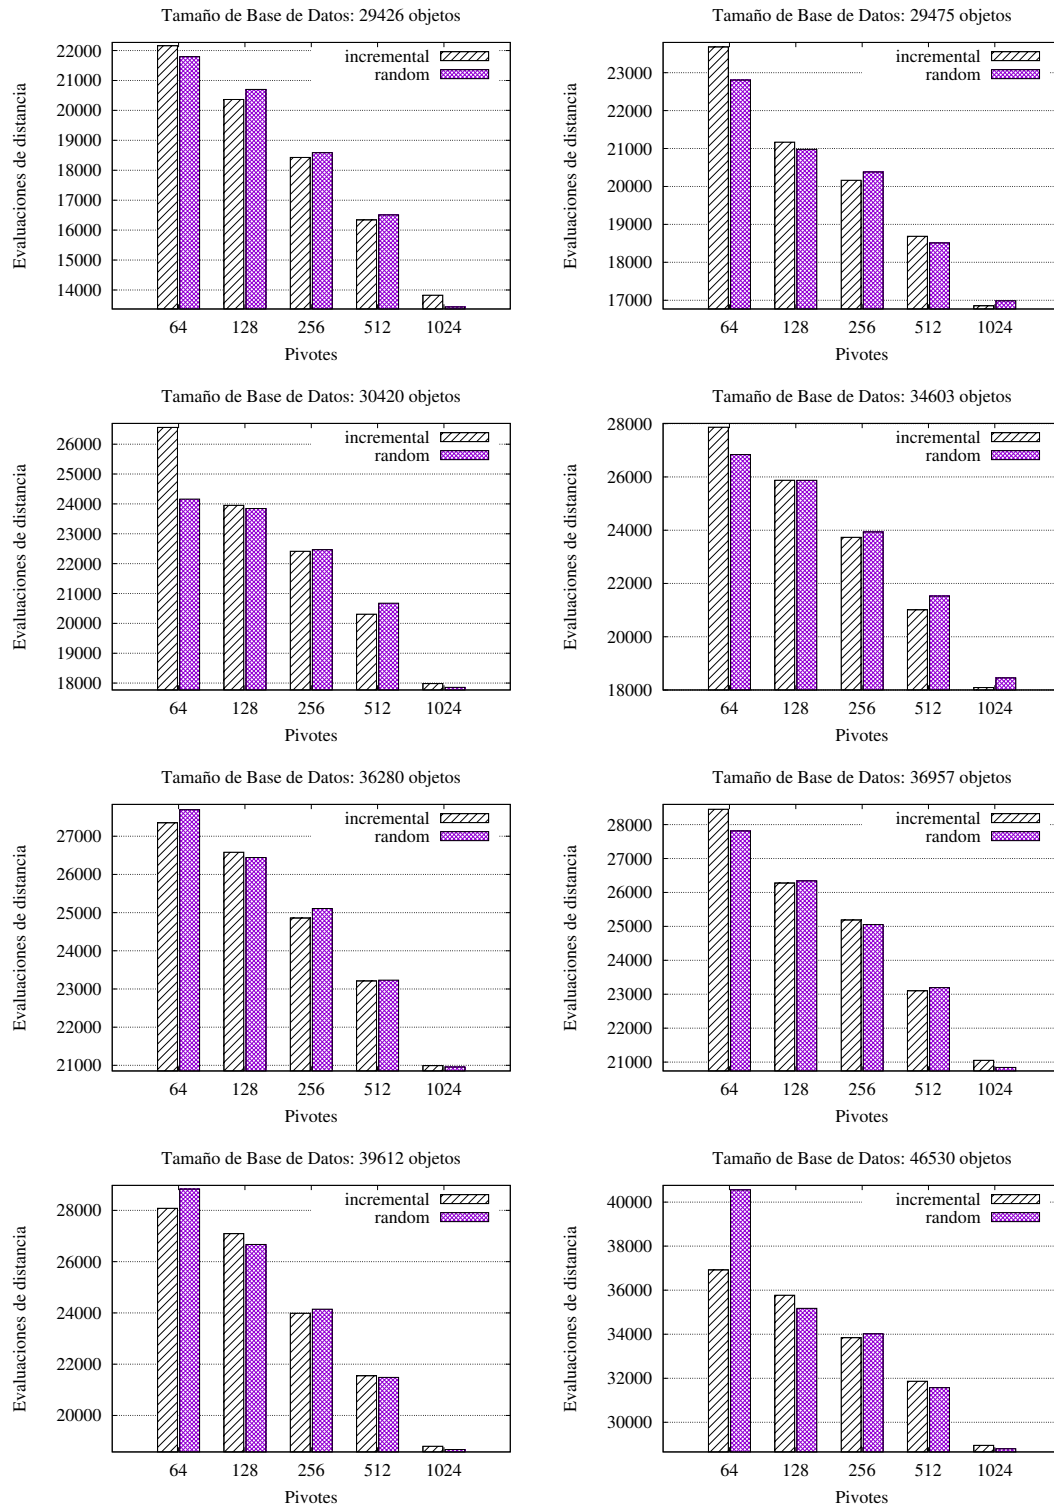 Tamaño de Base de Datos: 29426 objetos
Evaluaciones de distancia
22000
21000
20000
19000
18000
17000
16000
15000
14000
incremental
random
64 128 256 512 1024
Pivotes
Tamaño de Base de Datos: 29475 objetos
Evaluaciones de distancia
23000
22000
21000
20000
19000
18000
17000
incremental
random
64 128 256 512 1024
Pivotes
Tamaño de Base de Datos: 30420 objetos
Evaluaciones de distancia
26000
25000
24000
23000
22000
21000
20000
19000
18000
incremental
random
64 128 256 512 1024
Pivotes
Tamaño de Base de Datos: 34603 objetos
Evaluaciones de distancia
28000
26000
24000
22000
20000
18000
incremental
random
64 128 256 512 1024
Pivotes
Tamaño de Base de Datos: 36280 objetos
Evaluaciones de distancia
27000
26000
25000
24000
23000
22000
21000
incremental
random
64 128 256 512 1024
Pivotes
Tamaño de Base de Datos: 36957 objetos
Evaluaciones de distancia
28000
27000
26000
25000
24000
23000
22000
21000
incremental
random
64 128 256 512 1024
Pivotes
Tamaño de Base de Datos: 39612 objetos
Evaluaciones de distancia
28000
26000
24000
22000
20000
incremental
random
64 128 256 512 1024
Pivotes
Tamaño de Base de Datos: 46530 objetos
Evaluaciones de distancia
40000
38000
36000
34000
32000
30000
incremental
random
64 128 256 512 1024
Pivotes